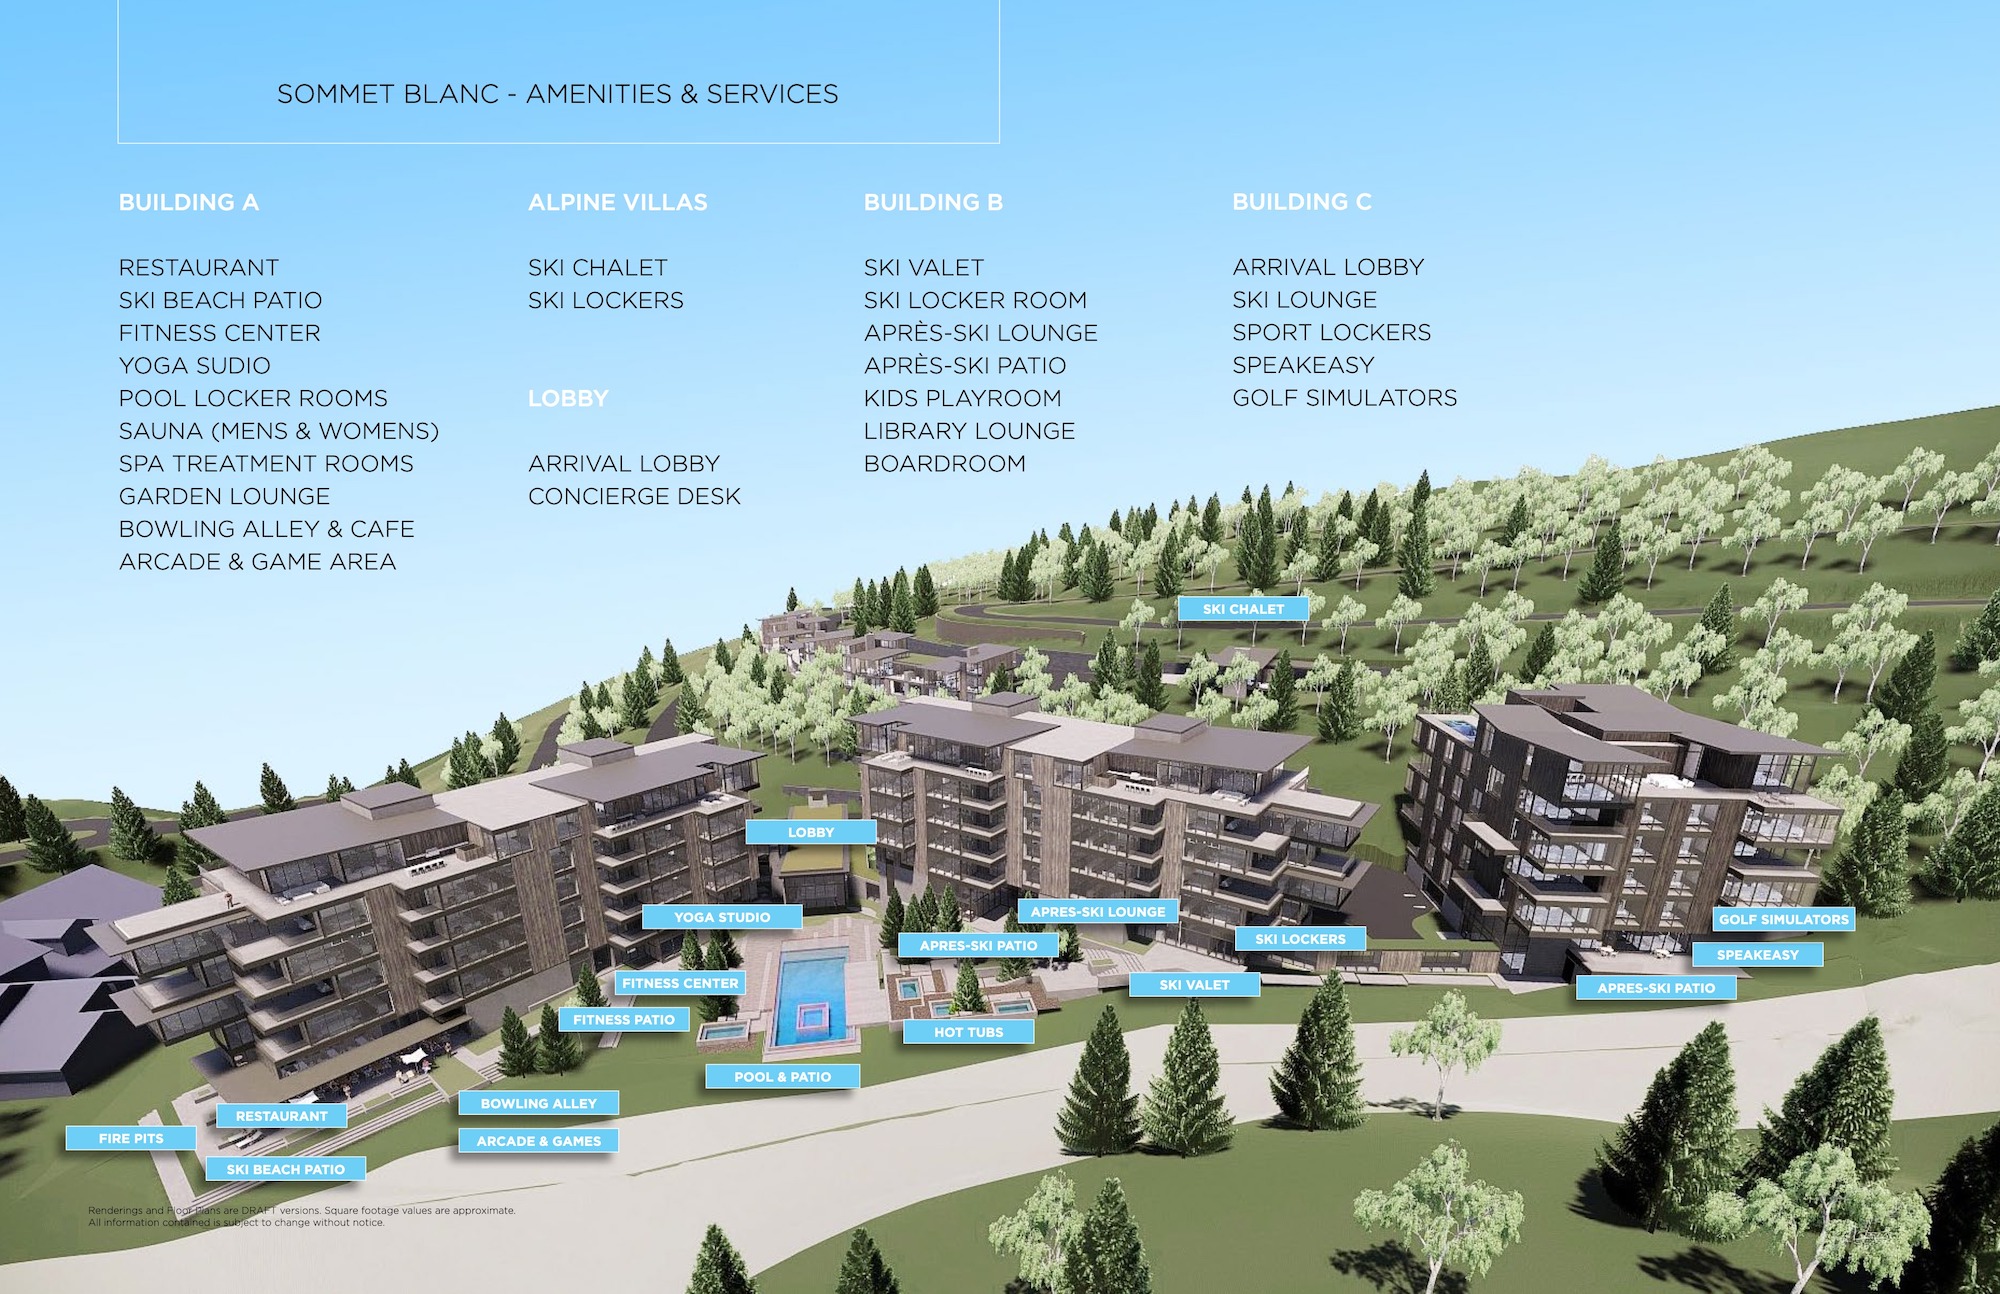 SOMMET BLANC - AMENITIES & SERVICES
BUILDING A
RESTAURANT
SKI BEACH PATIO
FITNESS CENTER
YOGA SUDIO
POOL LOCKER ROOMS
SAUNA (MENS & WOMENS)
SPA TREATMENT ROOMS
GARDEN LOUNGE
BOWLING ALLEY & CAFE
ARCADE & GAME AREA
ALPINE VILLAS
SKI CHALET
SKI LOCKERS
LOBBY
ARRIVAL LOBBY
CONCIERGE DESK
BUILDING B
SKI VALET
SKI LOCKER ROOM
APRÈS-SKI LOUNGE
APRÈS-SKI PATIO
KIDS PLAYROOM
LIBRARY LOUNGE
BOARDROOM
BUILDING C
ARRIVAL LOBBY
SKI LOUNGE
SPORT LOCKERS
SPEAKEASY
GOLF SIMULATORS
SKI CHALET
LOBBY
YOGA STUDIO
APRES-SKI LOUNGE
GOLF SIMULATORS
APRES-SKI PATIO
SKI LOCKERS
SPEAKEASY
FITNESS CENTER
SKI VALET
APRES-SKI PATIO
FITNESS PATIO
HOT TUBS
POOL & PATIO
BOWLING ALLEY
RESTAURANT
FIRE PITS
ARCADE & GAMES
SKI BEACH PATIO
Renderings and Floor Plans are DRAFT versions. Square footage values are approximate.
All information contained is subject to change without notice.